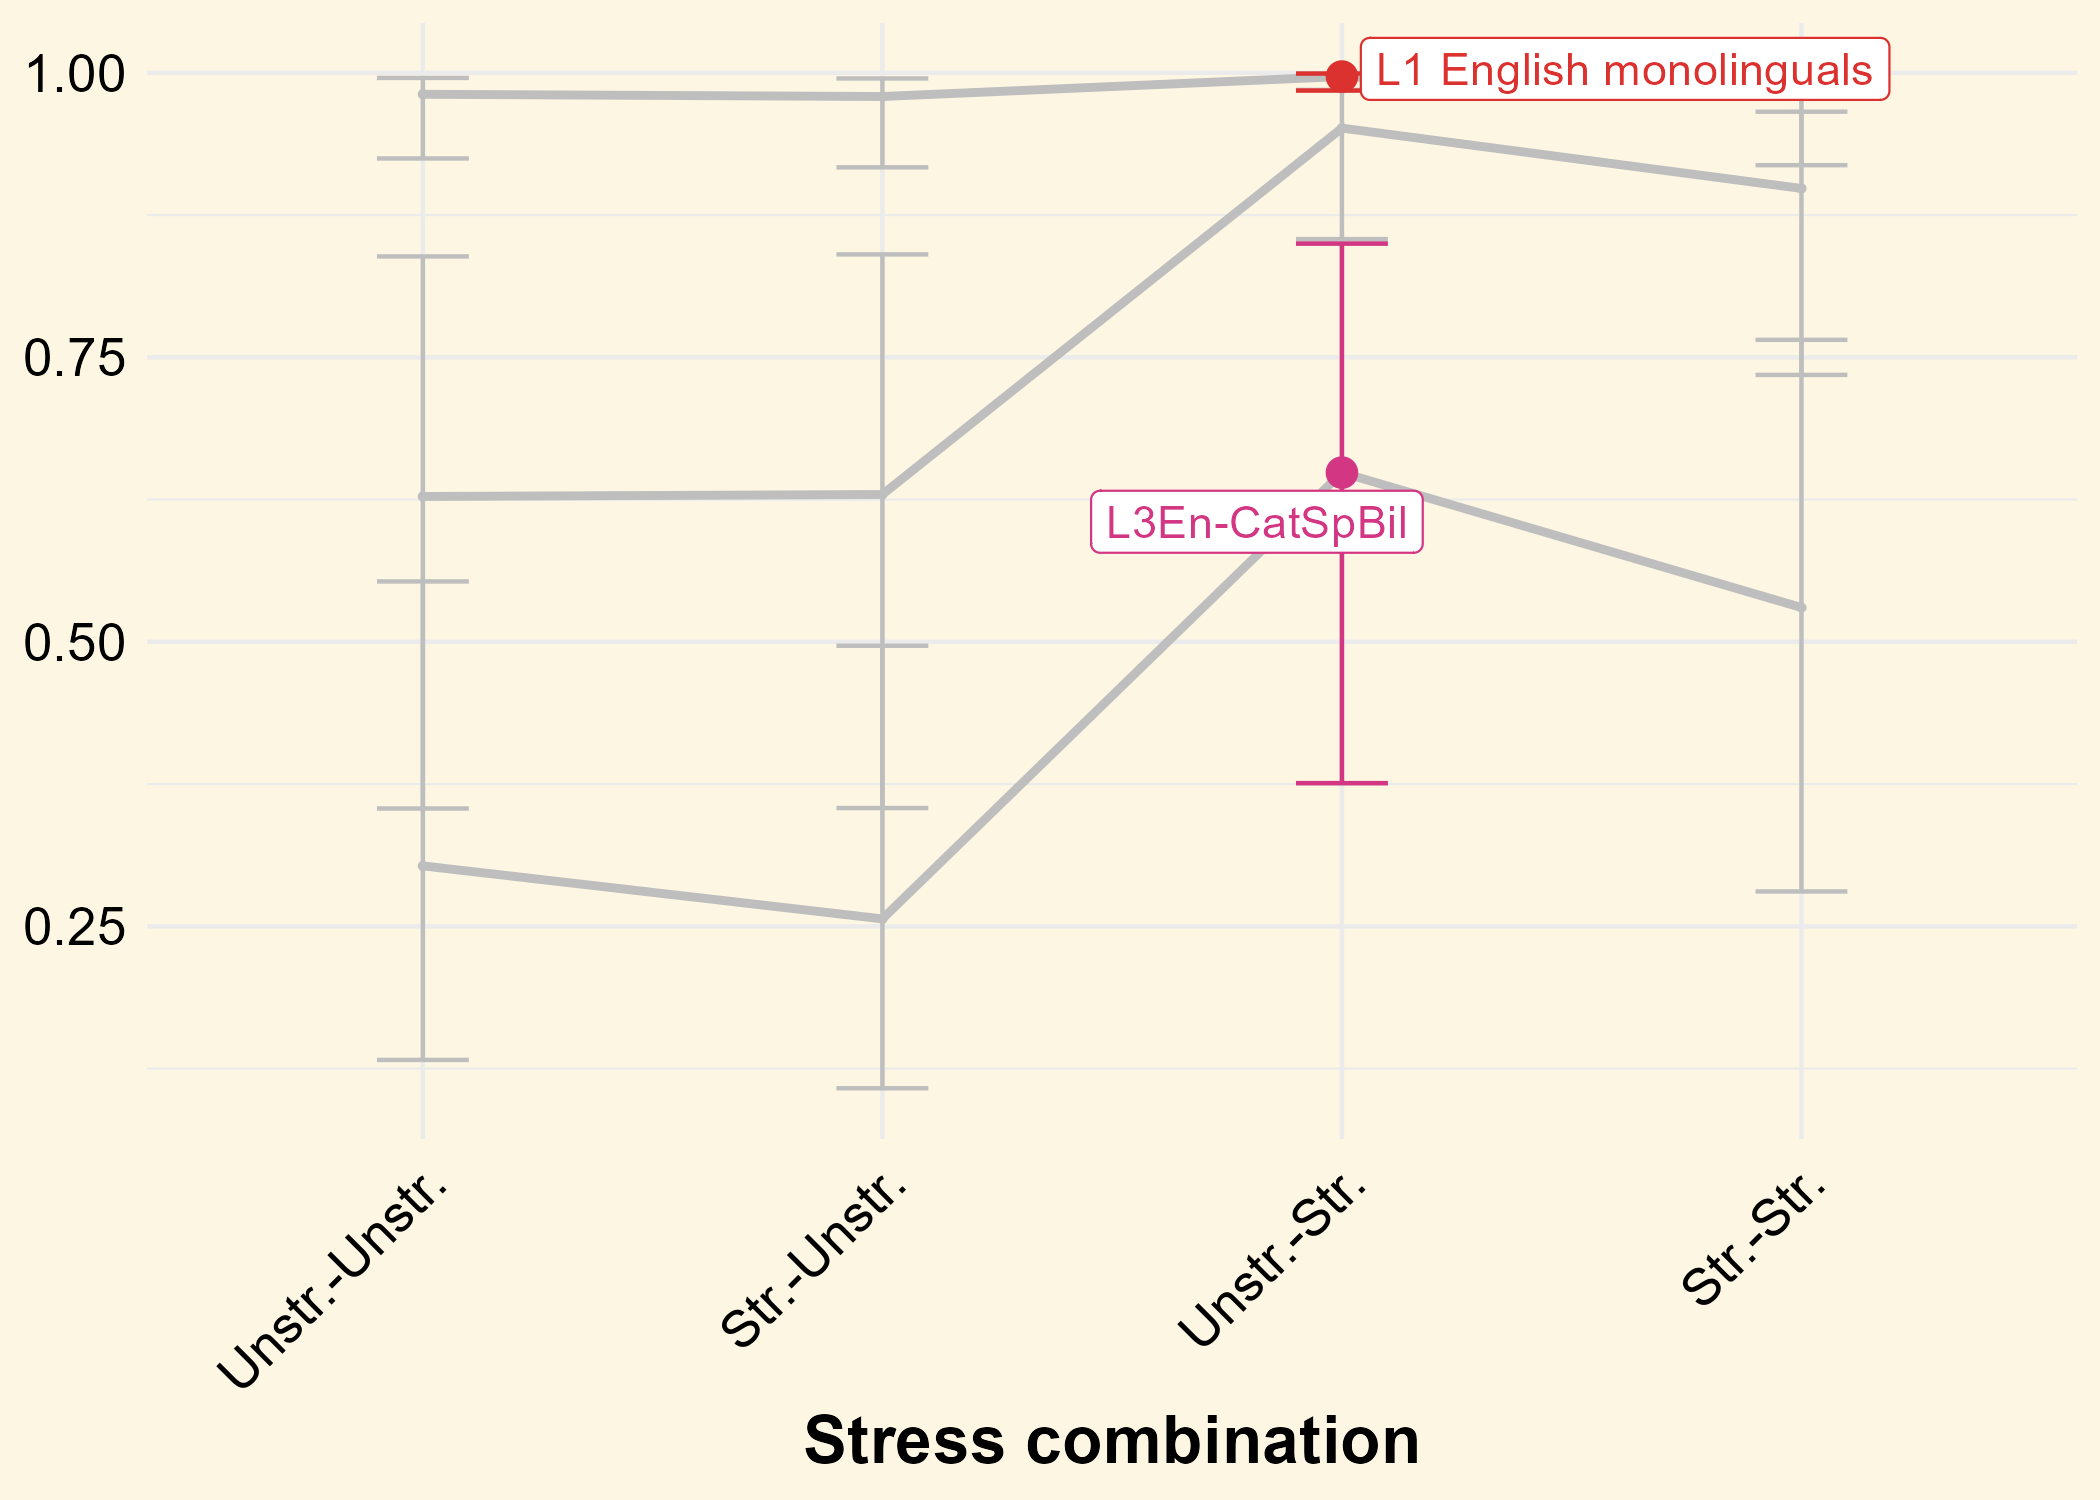 1.00
0.75
0.50
0.25
L1 English monolinguals
L3En-CatSpBil
Unstr.-Unstr.
Str.-Unstr.
Unstr.-Str.
Str.-Str.
Stress combination